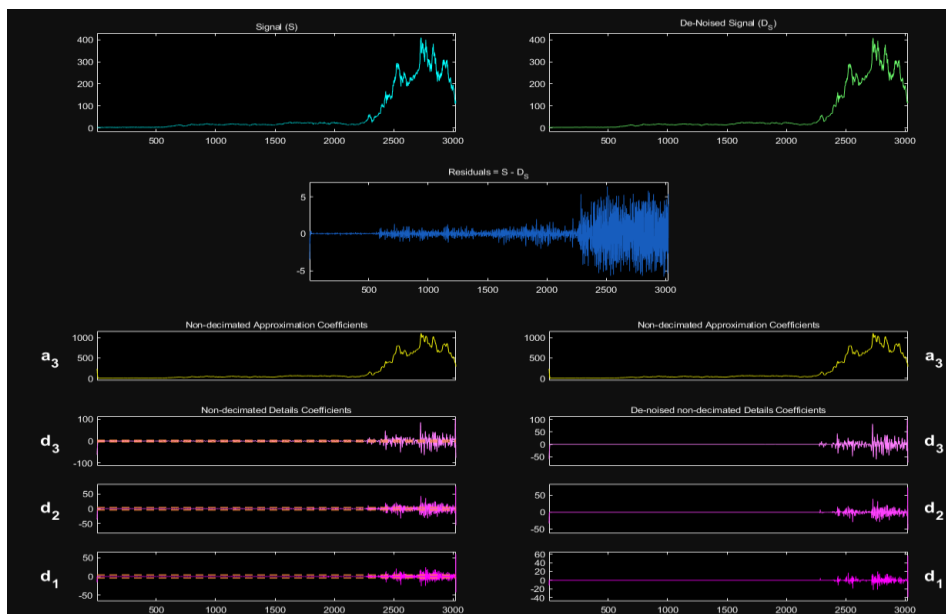 Signal (S)
De-Noised Signal (D_S)
400
300
200
100
0
500 1000 1500 2000 2500 3000
400
300
200
100
0
500 1000 1500 2000 2500 3000
Residuals = S - D_S
5
0
-5
500 1000 1500 2000 2500 3000
Non-decimated Approximation Coefficients
a_3
1000
500
0
Non-decimated Approximation Coefficients
1000
500
0
a_3
Non-decimated Details Coefficients
d_3
100
0
-100
De-noised non-decimated Details Coefficients
100
50
0
-50
d_3
d_2
50
0
-50
50
0
-50
d_2
d_1
50
0
-50
500 1000 1500 2000 2500 3000
60
40
20
0
-20
-40
500 1000 1500 2000 2500 3000
d_1